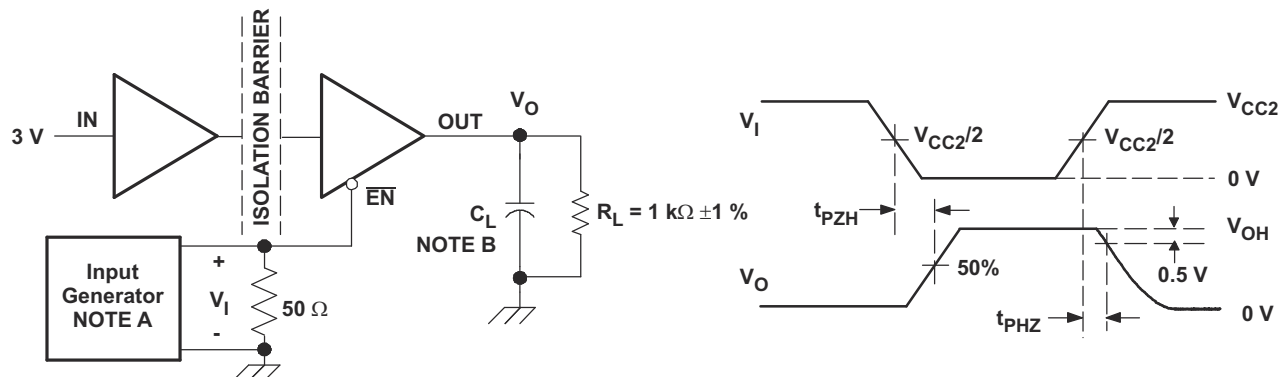 ISOLATION BARRIER
3 V
IN
OUT
EN
V_O
C_L
NOTE B
R_L = 1 kΩ ±1 %
Input
Generator
NOTE A
+
V_I
-
50 Ω
V_I
V_CC2
V_CC2/2
V_CC2/2
0 V
t_PZH
V_OH
V_O
50%
0.5 V
t_PHZ
0 V